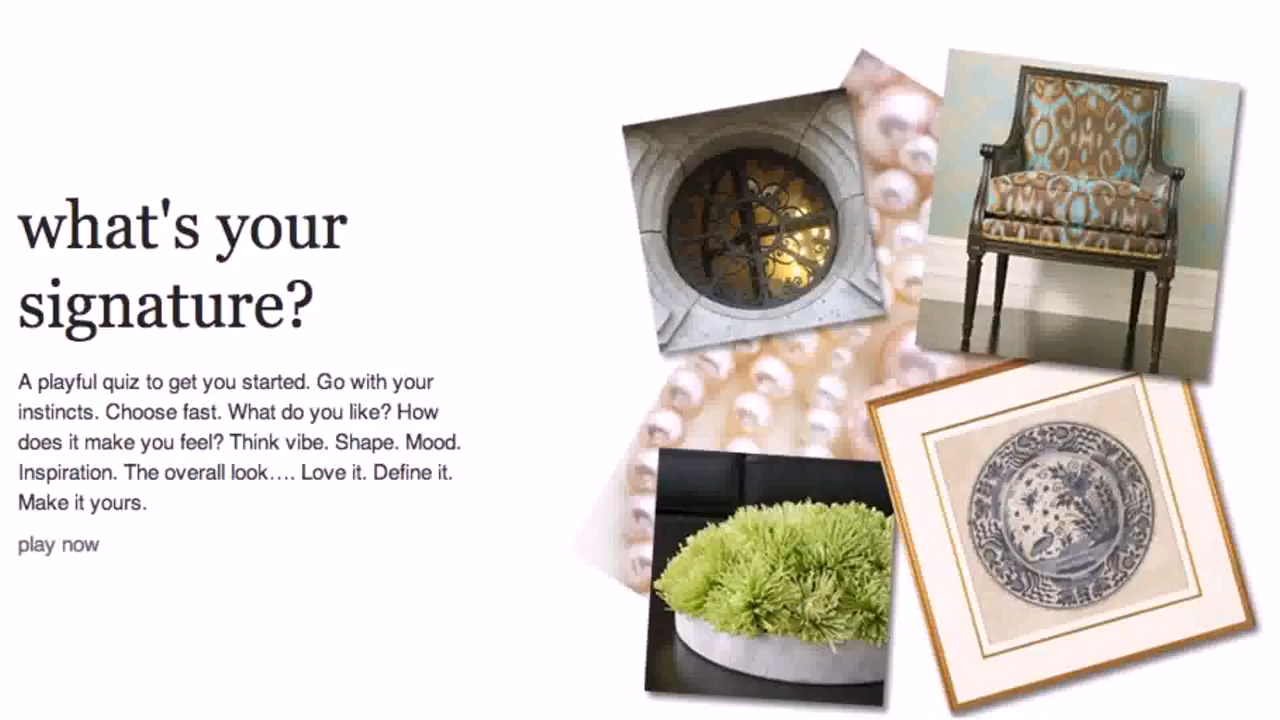 what's your
signature?
A playful quiz to get you started. Go with your
instincts. Choose fast. What do you like? How
does it make you feel? Think vibe. Shape. Mood.
Inspiration. The overall look…. Love it. Define it.
Make it yours.
play now